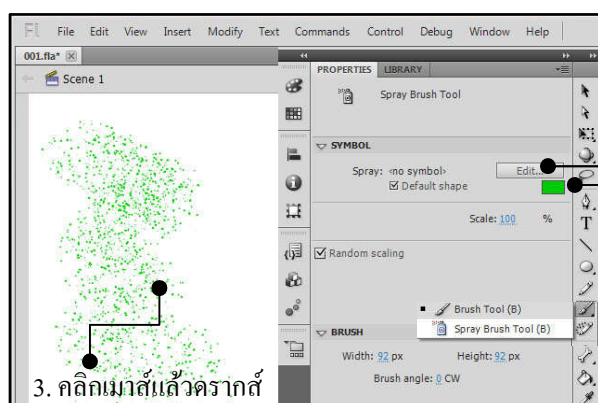 Fl File Edit View Insert Modify Text Commands Control Debug Window Help
001.fla*
Scene 1
PROPERTIES LIBRARY
Spray Brush Tool
SYMBOL
Spray: <no symbol> Edit...
Default shape
Scale: 100 %
Random scaling
Brush Tool (B)
Spray Brush Tool (B)
BRUSH
Width: 92 px Height: 92 px
Brush angle: 0 CW
3. คลิกเมาส์แล้วดรากส์